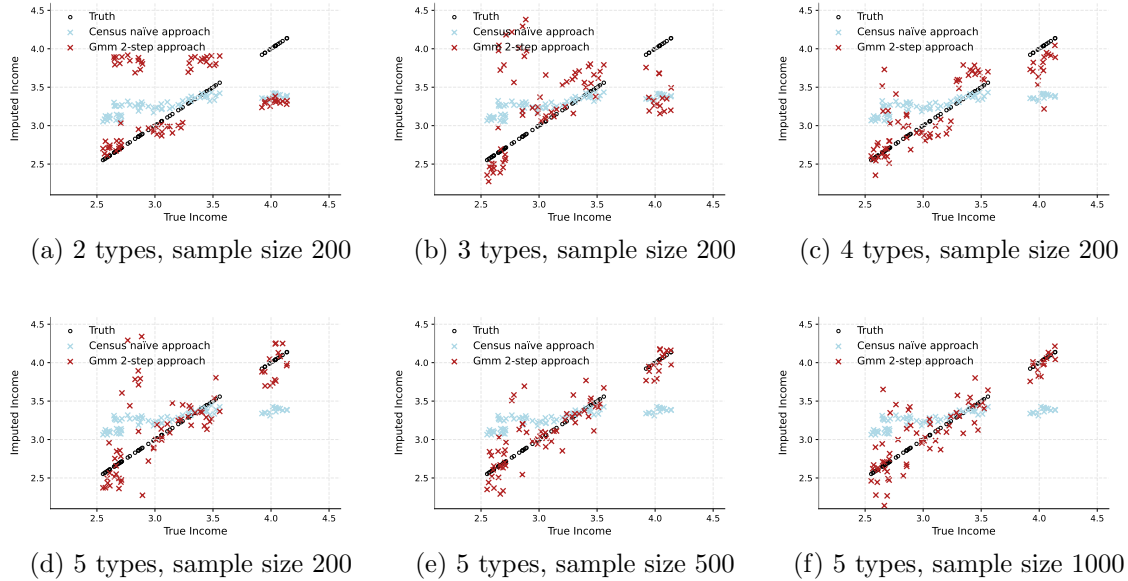 4.5
4.0
3.5
3.0
2.5
Imputed Income
Truth
Census naïve approach
Gmm 2-step approach
2.5 3.0 3.5 4.0 4.5
True Income
(a) 2 types, sample size 200
4.5
4.0
3.5
3.0
2.5
Imputed Income
Truth
Census naïve approach
Gmm 2-step approach
2.5 3.0 3.5 4.0 4.5
True Income
(b) 3 types, sample size 200
4.5
4.0
3.5
3.0
2.5
Imputed Income
Truth
Census naïve approach
Gmm 2-step approach
2.5 3.0 3.5 4.0 4.5
True Income
(c) 4 types, sample size 200
4.5
4.0
3.5
3.0
2.5
Imputed Income
Truth
Census naïve approach
Gmm 2-step approach
2.5 3.0 3.5 4.0 4.5
True Income
(d) 5 types, sample size 200
4.5
4.0
3.5
3.0
2.5
Imputed Income
Truth
Census naïve approach
Gmm 2-step approach
2.5 3.0 3.5 4.0 4.5
True Income
(e) 5 types, sample size 500
4.5
4.0
3.5
3.0
2.5
Imputed Income
Truth
Census naïve approach
Gmm 2-step approach
2.5 3.0 3.5 4.0 4.5
True Income
(f) 5 types, sample size 1000